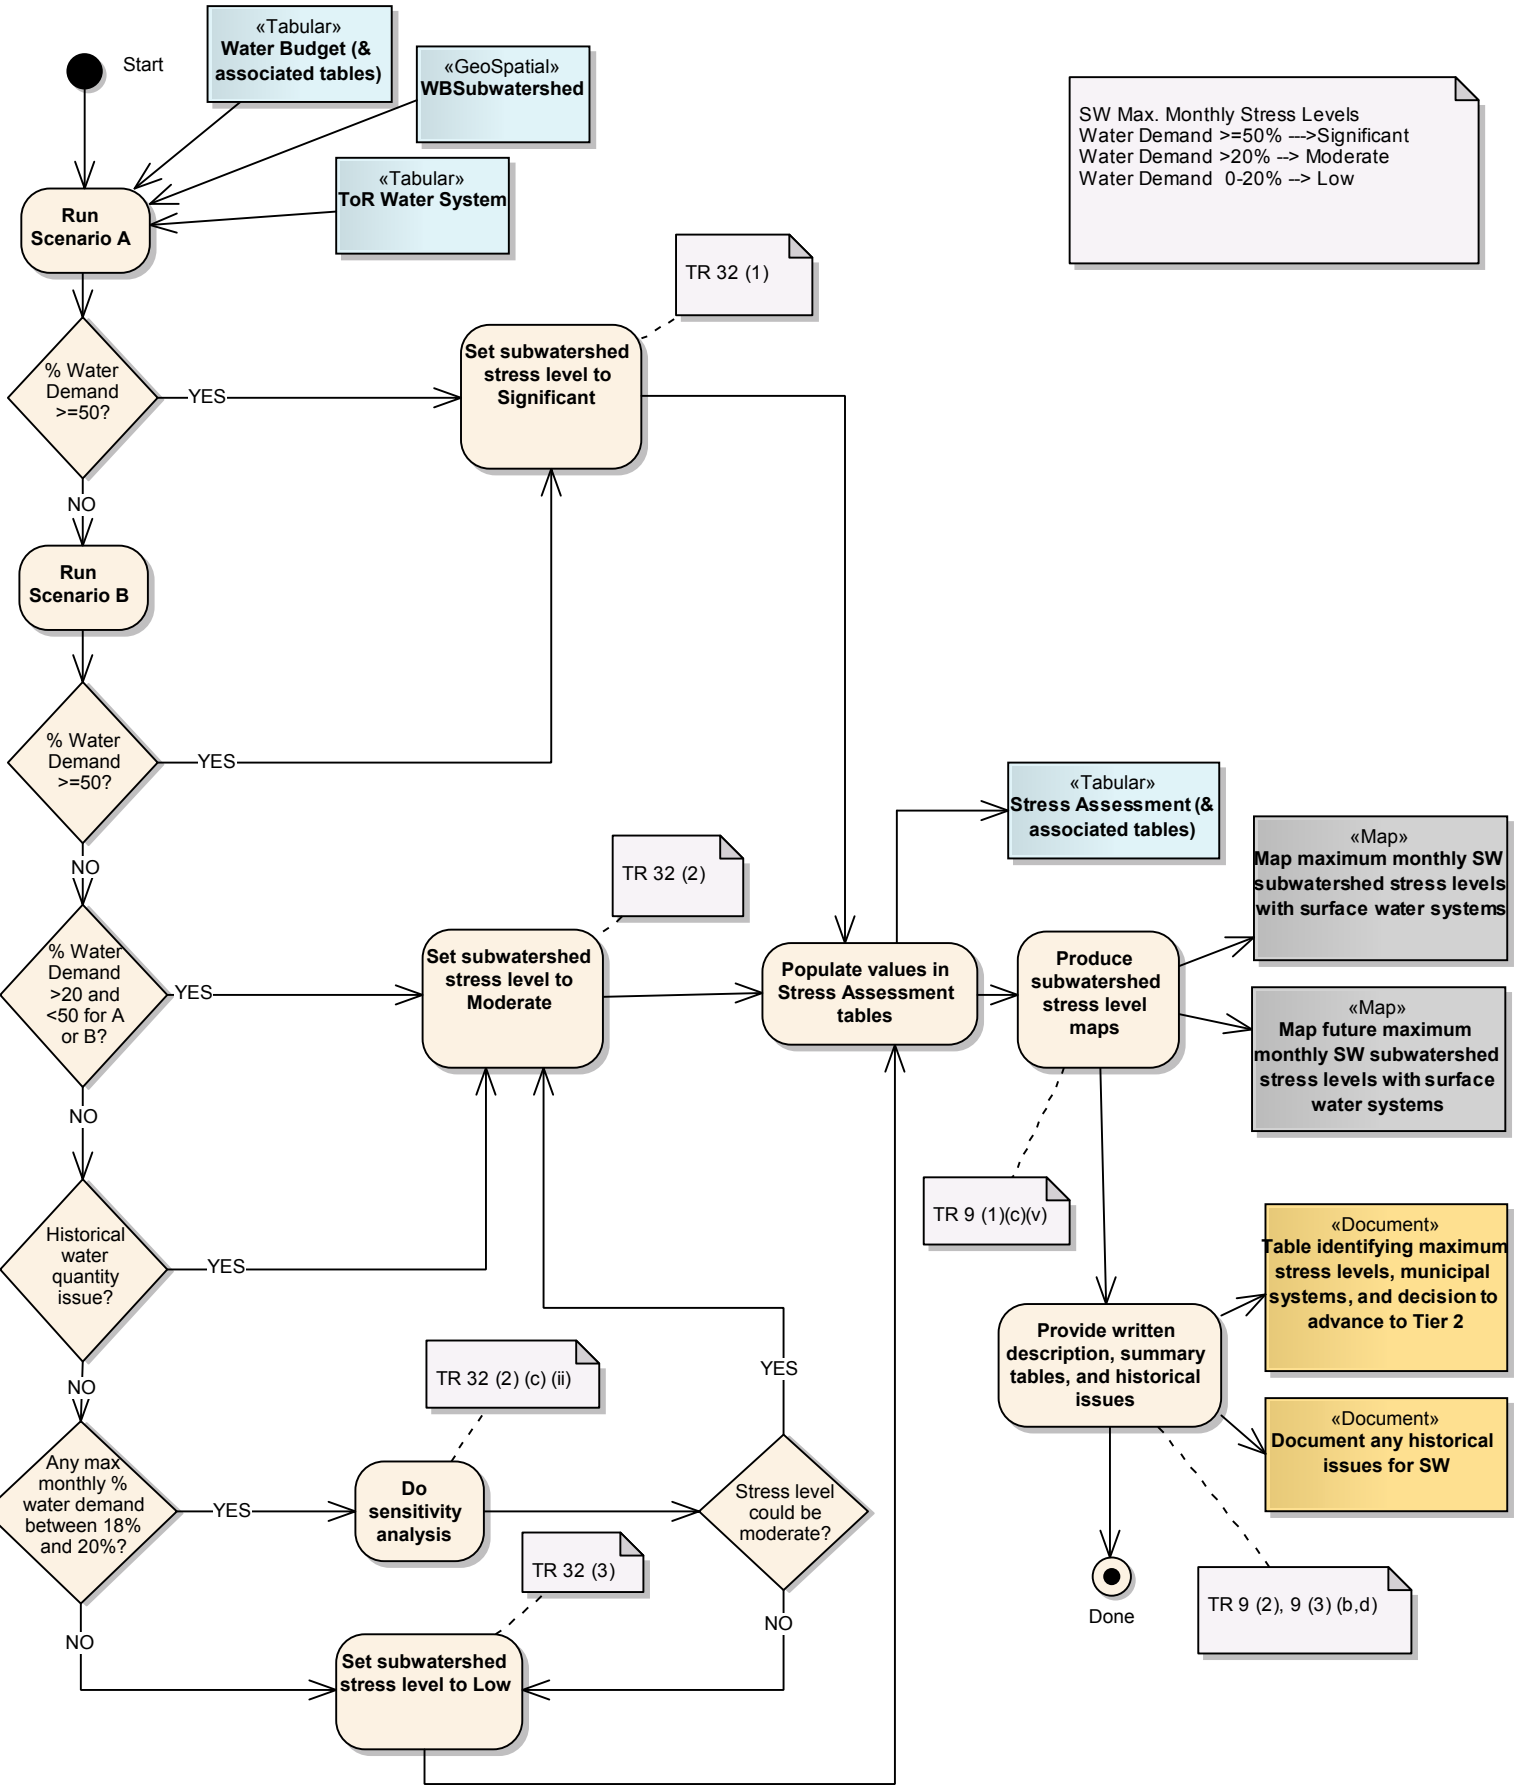 Start
«Tabular»
Water Budget (&
associated tables)
«GeoSpatial»
WBSubwatershed
«Tabular»
ToR Water System
SW Max. Monthly Stress Levels
Water Demand >=50% --->Significant
Water Demand >20% --> Moderate
Water Demand  0-20% --> Low
Run
Scenario A
TR 32 (1)
% Water
Demand
>=50?
YES
Set subwatershed
stress level to
Significant
NO
Run
Scenario B
% Water
Demand
>=50?
YES
NO
«Tabular»
Stress Assessment (&
associated tables)
«Map»
Map maximum monthly SW
subwatershed stress levels
with surface water systems
TR 32 (2)
% Water
Demand
>20 and
<50 for A
or B?
YES
Set subwatershed
stress level to
Moderate
Populate values in
Stress Assessment
tables
Produce
subwatershed
stress level
maps
«Map»
Map future maximum
monthly SW subwatershed
stress levels with surface
water systems
NO
TR 9 (1)(c)(v)
Historical
water
quantity
issue?
YES
«Document»
Table identifying maximum
stress levels, municipal
systems, and decision to
advance to Tier 2
Provide written
description, summary
tables, and historical
issues
NO
TR 32 (2) (c) (ii)
YES
«Document»
Document any historical
issues for SW
Any max
monthly %
water demand
between 18%
and 20%?
YES
Do
sensitivity
analysis
Stress level
could be
moderate?
TR 32 (3)
Done
TR 9 (2), 9 (3) (b,d)
NO
NO
Set subwatershed
stress level to Low